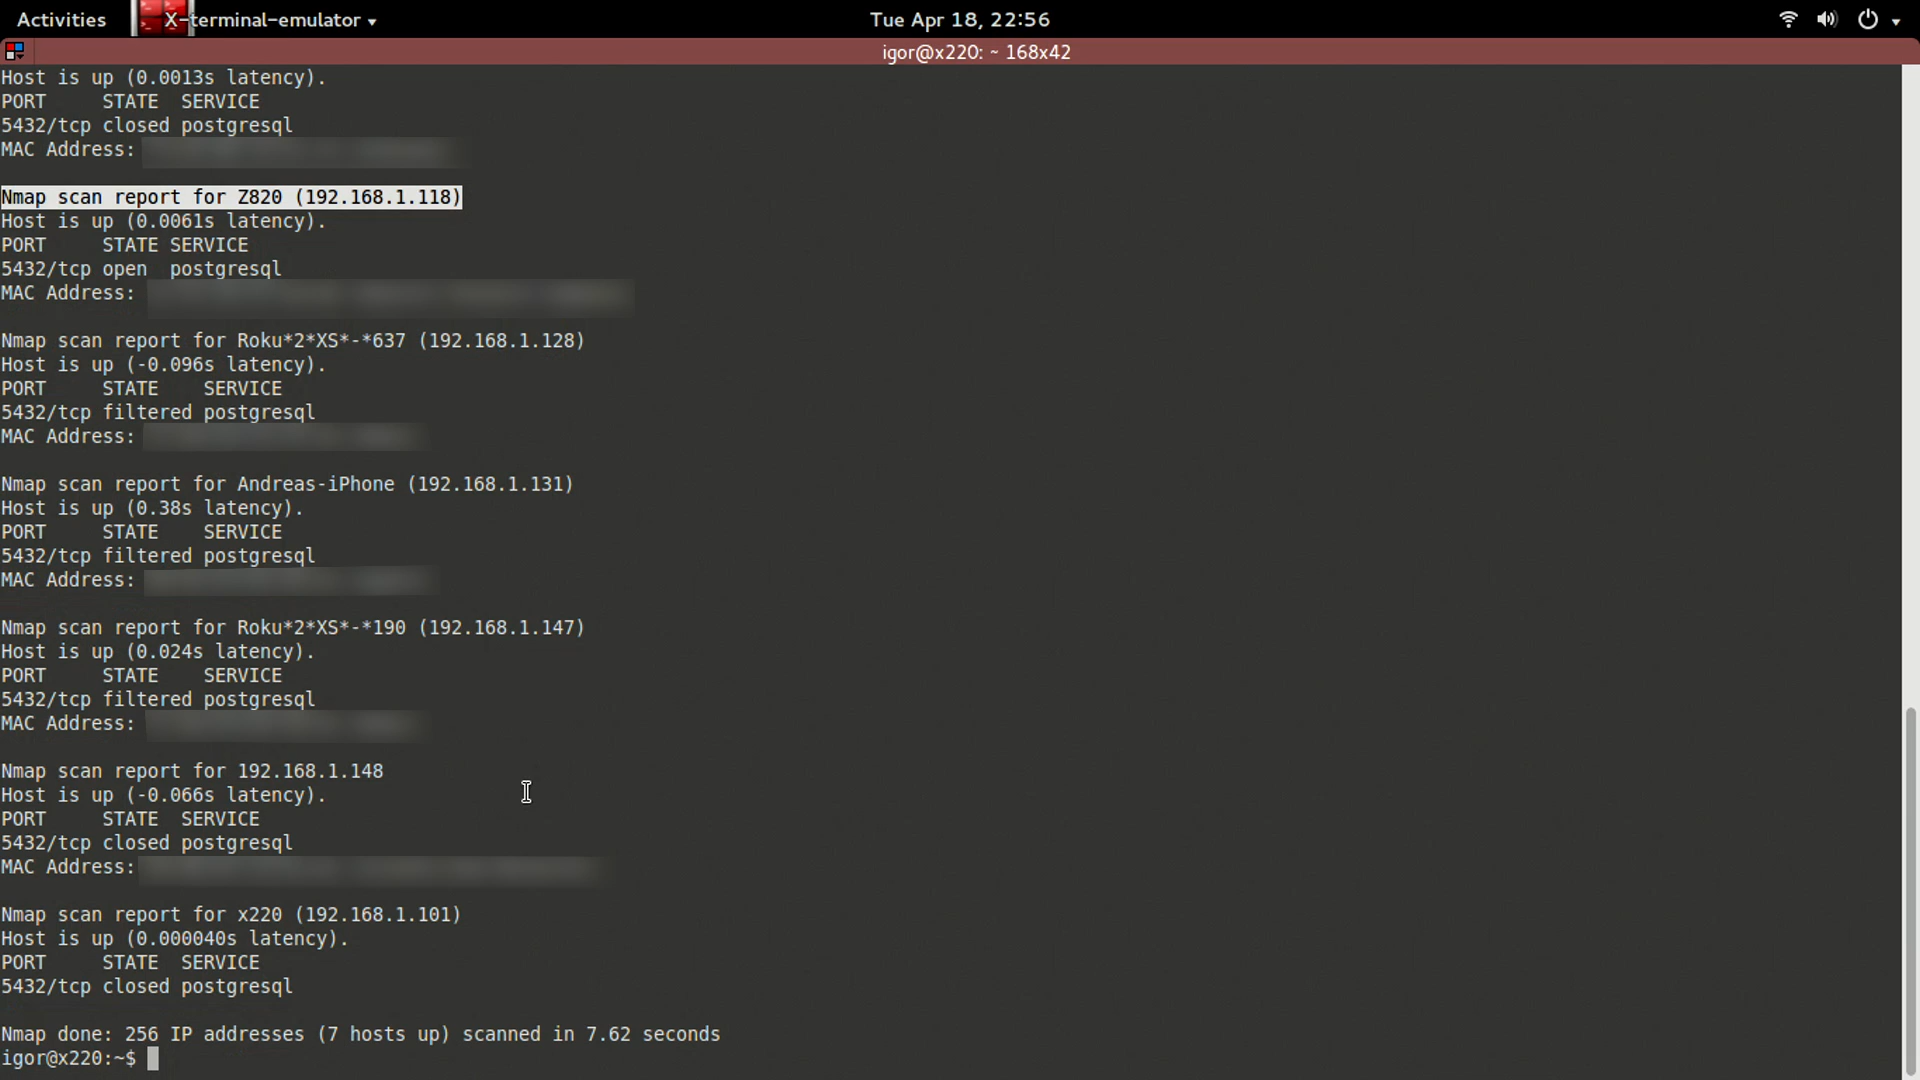 Activities X-terminal-emulator Tue Apr 18, 22:56
igor@x220: ~ 168x42
Host is up (0.0013s latency).
PORT     STATE  SERVICE
5432/tcp closed postgresql
MAC Address:
Nmap scan report for Z820 (192.168.1.118)
Host is up (0.0061s latency).
PORT     STATE SERVICE
5432/tcp open  postgresql
MAC Address:
Nmap scan report for Roku*2*XS*-*637 (192.168.1.128)
Host is up (-0.096s latency).
PORT     STATE    SERVICE
5432/tcp filtered postgresql
MAC Address:
Nmap scan report for Andreas-iPhone (192.168.1.131)
Host is up (0.38s latency).
PORT     STATE    SERVICE
5432/tcp filtered postgresql
MAC Address:
Nmap scan report for Roku*2*XS*-*190 (192.168.1.147)
Host is up (0.024s latency).
PORT     STATE    SERVICE
5432/tcp filtered postgresql
MAC Address:
Nmap scan report for 192.168.1.148
Host is up (-0.066s latency).
PORT     STATE  SERVICE
5432/tcp closed postgresql
MAC Address:
Nmap scan report for x220 (192.168.1.101)
Host is up (0.000040s latency).
PORT     STATE  SERVICE
5432/tcp closed postgresql
Nmap done: 256 IP addresses (7 hosts up) scanned in 7.62 seconds
igor@x220:~$